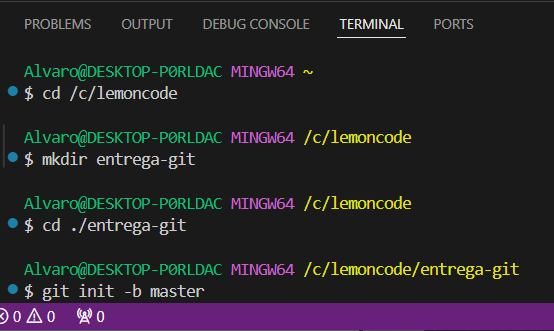 PROBLEMS OUTPUT DEBUG CONSOLE TERMINAL PORTS
Alvaro@DESKTOP-P0RLDAC MINGW64 ~
$ cd /c/lemoncode
Alvaro@DESKTOP-P0RLDAC MINGW64 /c/lemoncode
$ mkdir entrega-git
Alvaro@DESKTOP-P0RLDAC MINGW64 /c/lemoncode
$ cd ./entrega-git
Alvaro@DESKTOP-P0RLDAC MINGW64 /c/lemoncode/entrega-git
$ git init -b master
0 0 0